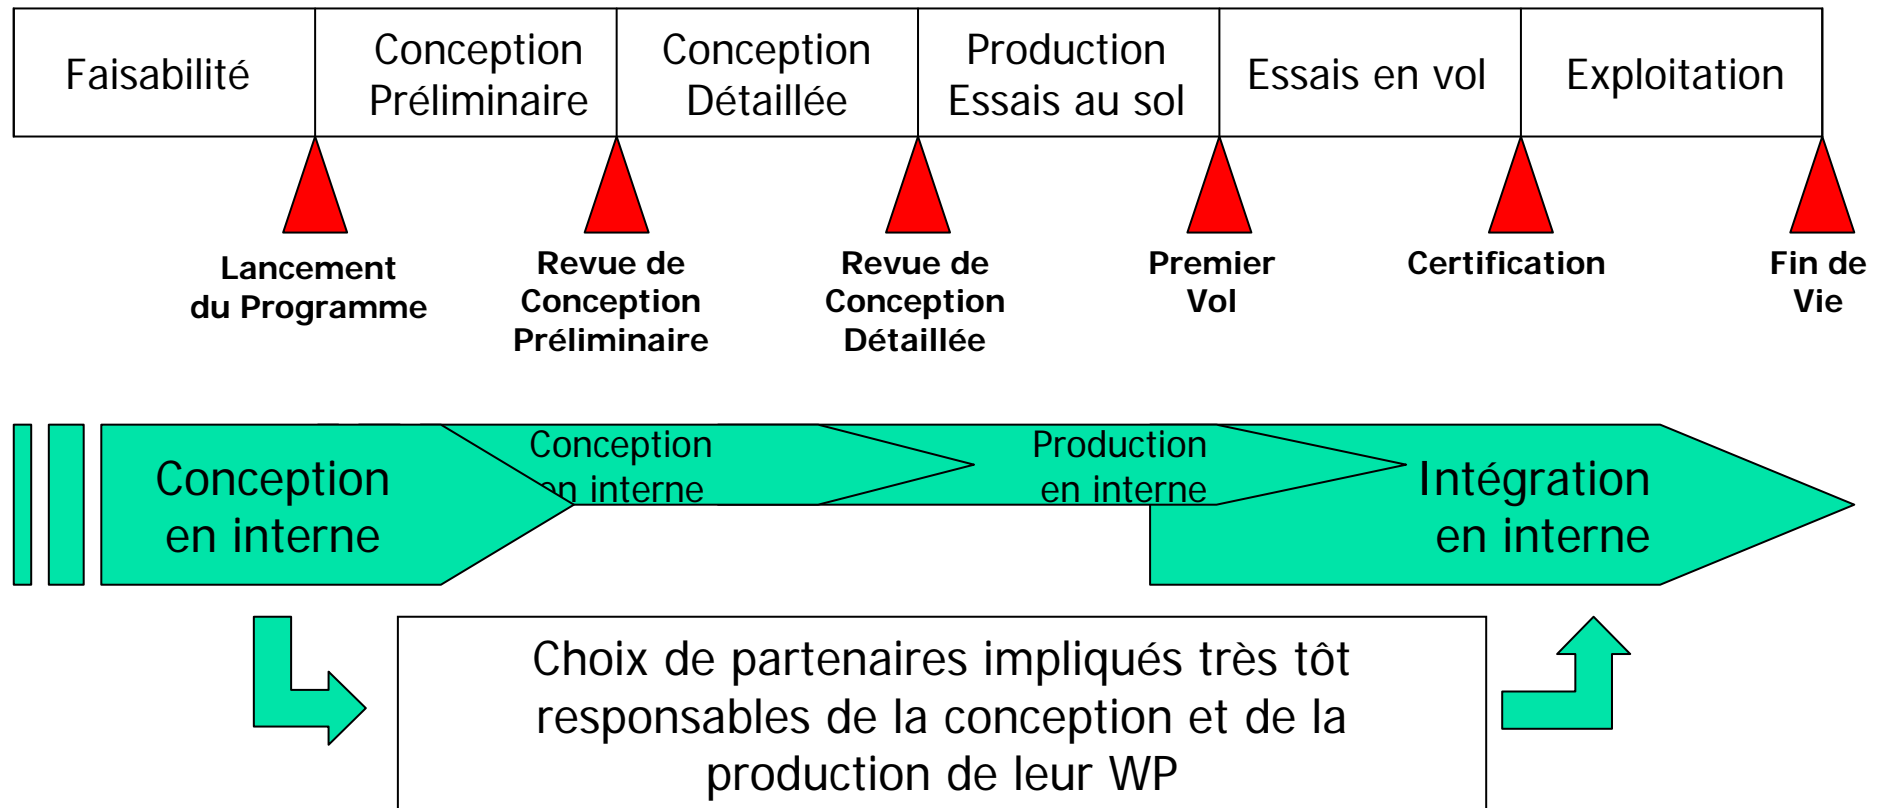 Faisabilité
Conception
Préliminaire
Conception
Détaillée
Production
Essais au sol
Essais en vol
Exploitation
Lancement
du Programme
Revue de
Conception
Préliminaire
Revue de
Conception
Détaillée
Premier
Vol
Certification
Fin de
Vie
Conception
en interne
Conception
en interne
Production
en interne
Intégration
en interne
Choix de partenaires impliqués très tôt
responsables de la conception et de la
production de leur WP